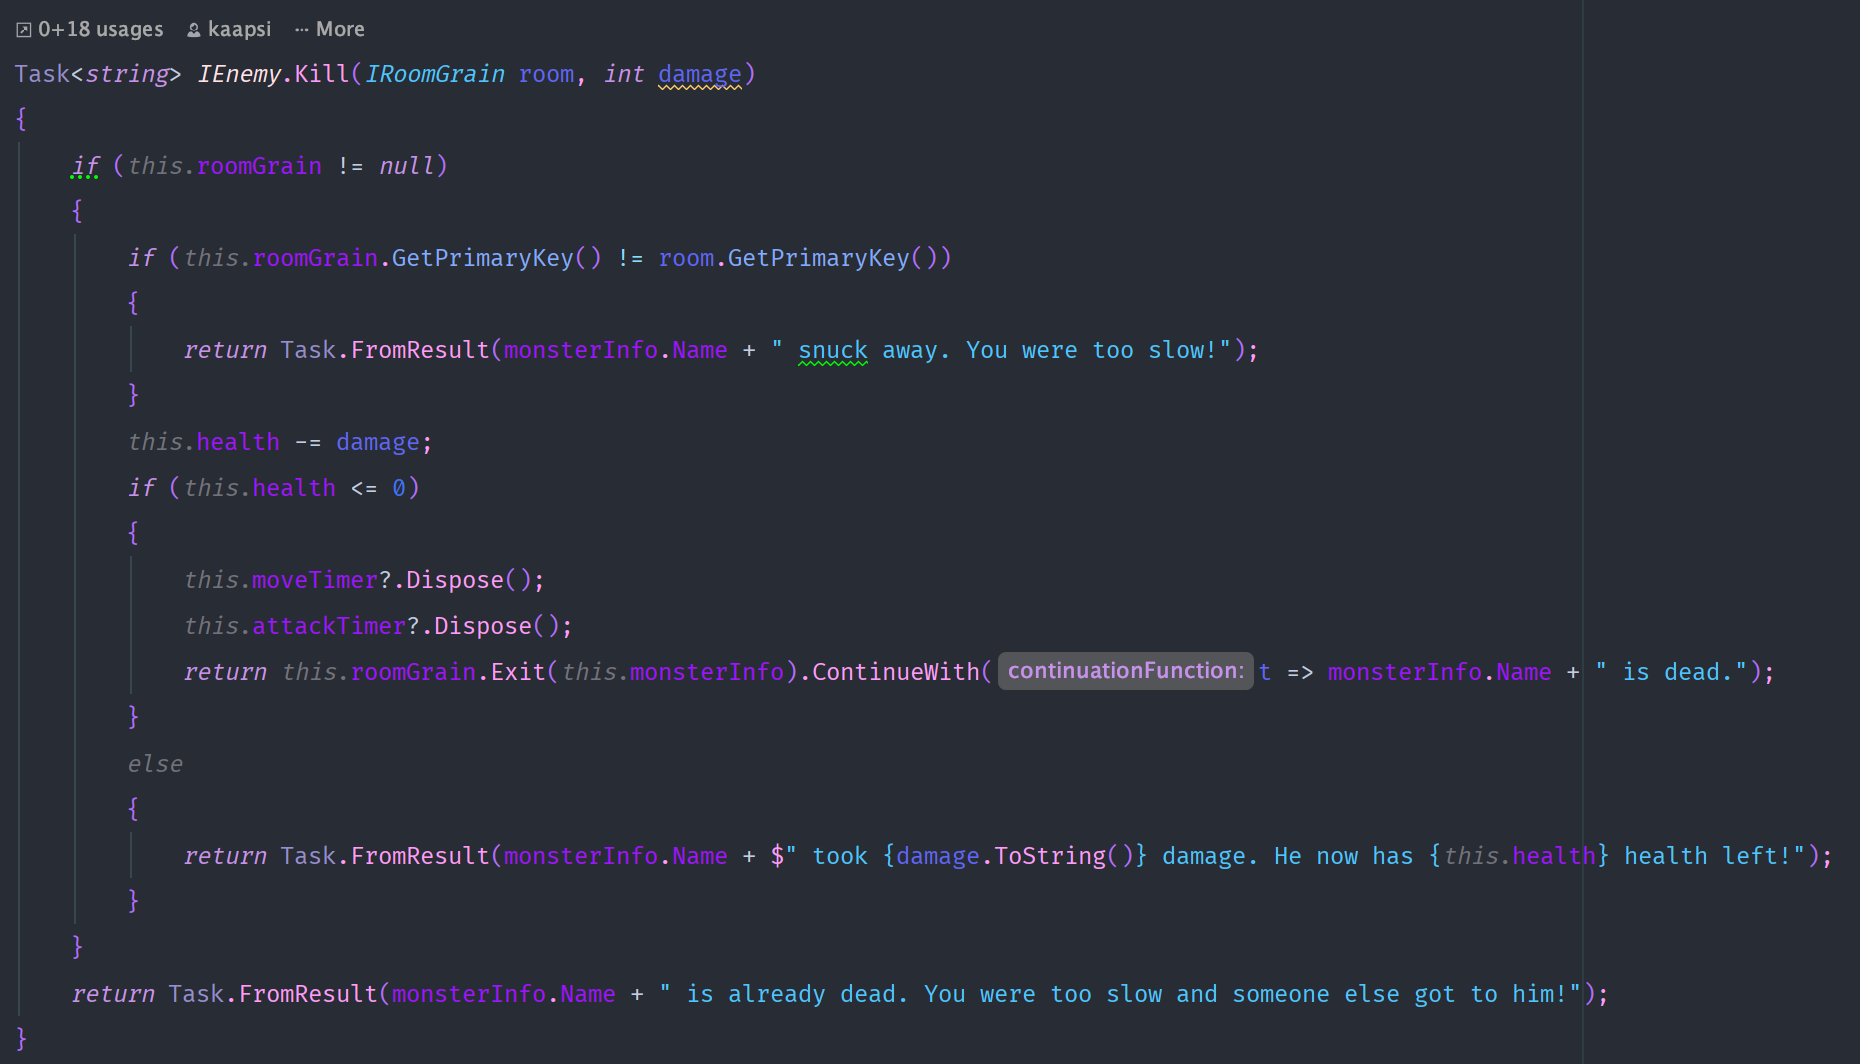 0+18 usages kaapsi ··· More
Task<string> IEnemy.Kill(IRoomGrain room, int damage)
{
if (this.roomGrain != null)
{
if (this.roomGrain.GetPrimaryKey() != room.GetPrimaryKey())
{
return Task.FromResult(monsterInfo.Name + " snuck away. You were too slow!");
}
this.health -= damage;
if (this.health <= 0)
{
this.moveTimer?.Dispose();
this.attackTimer?.Dispose();
return this.roomGrain.Exit(this.monsterInfo).ContinueWith( continuationFunction: t => monsterInfo.Name + " is dead.");
}
else
{
return Task.FromResult(monsterInfo.Name + $" took {damage.ToString()} damage. He now has {this.health} health left!");
}
}
return Task.FromResult(monsterInfo.Name + " is already dead. You were too slow and someone else got to him!");
}